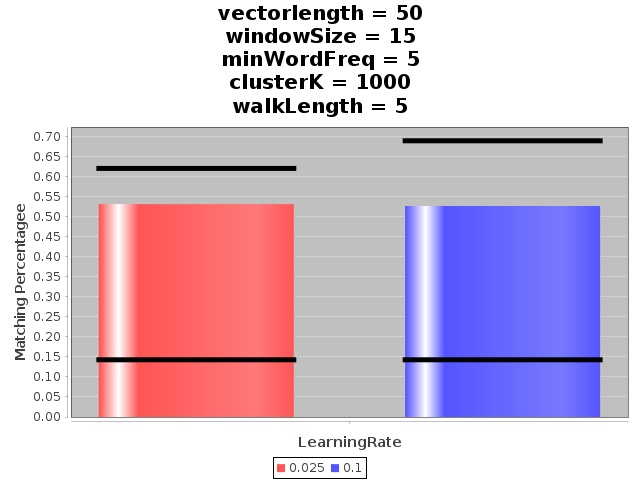 vectorlength = 50
windowSize = 15
minWordFreq = 5
clusterK = 1000
walkLength = 5
0.70
0.65
0.60
0.55
0.50
0.45
0.40
0.35
0.30
0.25
0.20
0.15
0.10
0.05
0.00
Matching Percentagee
LearningRate
0.025 0.1